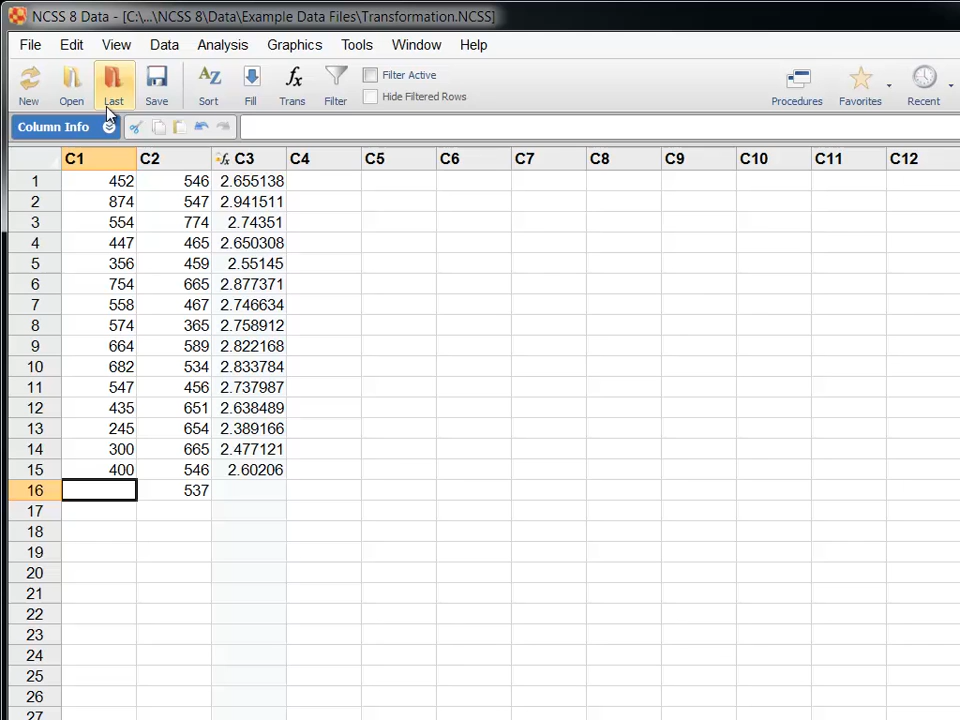 NCSS 8 Data - [C:\...\NCSS 8\Data\Example Data Files\Transformation.NCSS]
File Edit View Data Analysis Graphics Tools Window Help
New Open Last Save Sort Fill Trans Filter Filter Active Hide Filtered Rows Procedures Favorites Recent
Column Info
C1 C2 C3 C4 C5 C6 C7 C8 C9 C10 C11 C12
1 452 546 2.655138
2 874 547 2.941511
3 554 774 2.74351
4 447 465 2.650308
5 356 459 2.55145
6 754 665 2.877371
7 558 467 2.746634
8 574 365 2.758912
9 664 589 2.822168
10 682 534 2.833784
11 547 456 2.737987
12 435 651 2.638489
13 245 654 2.389166
14 300 665 2.477121
15 400 546 2.60206
16 537
17
18
19
20
21
22
23
24
25
26
27